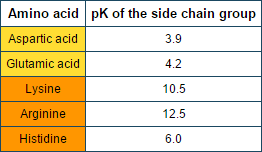 Amino acid pK of the side chain group
Aspartic acid 3.9
Glutamic acid 4.2
Lysine 10.5
Arginine 12.5
Histidine 6.0